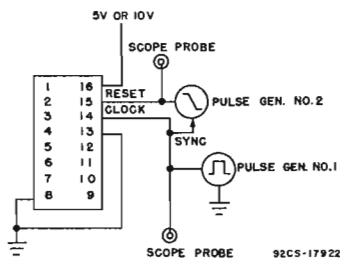 5V OR 10V
SCOPE PROBE
1 16
RESET
2 15
PULSE GEN. NO.2
CLOCK
3 14
4 13
SYNC
5 12
6 11
PULSE GEN. NO.1
7 10
8 9
SCOPE PROBE
92CS-17922